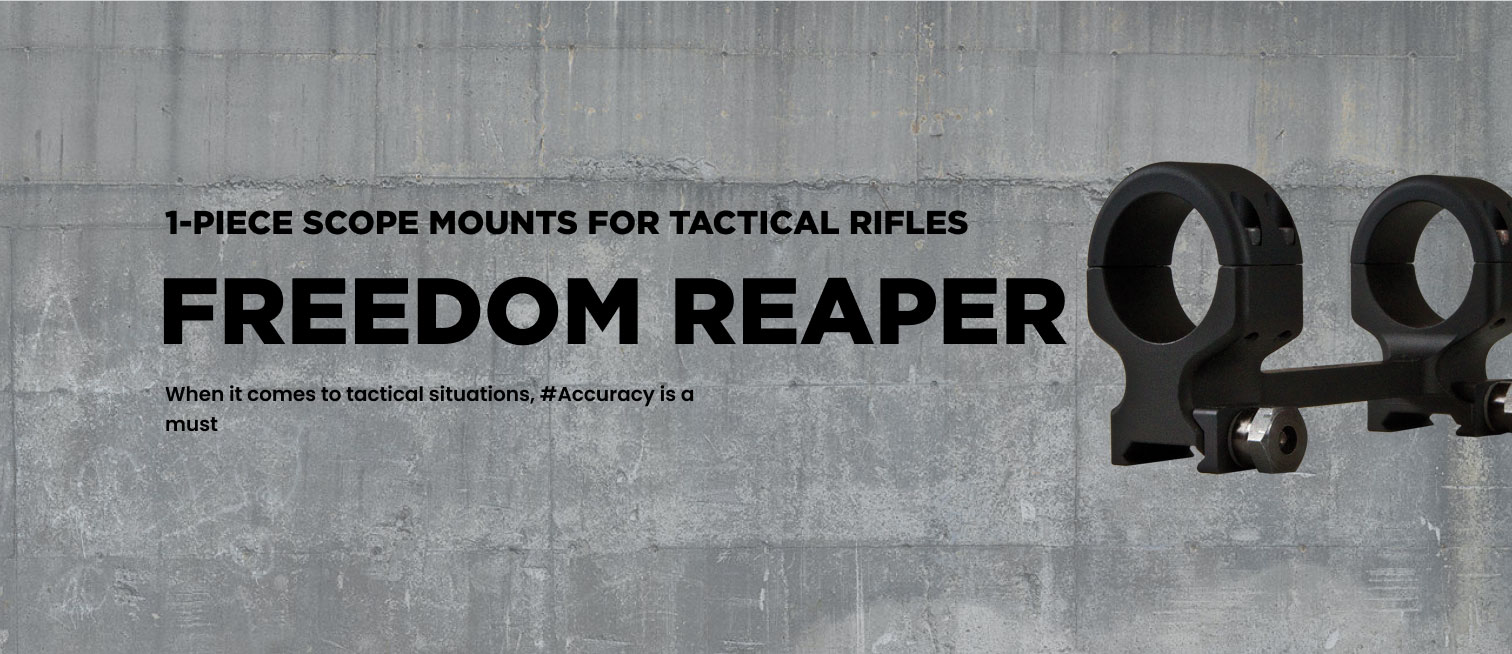 1-PIECE SCOPE MOUNTS FOR TACTICAL RIFLES
FREEDOM REAPER
When it comes to tactical situations, #Accuracy is a
must